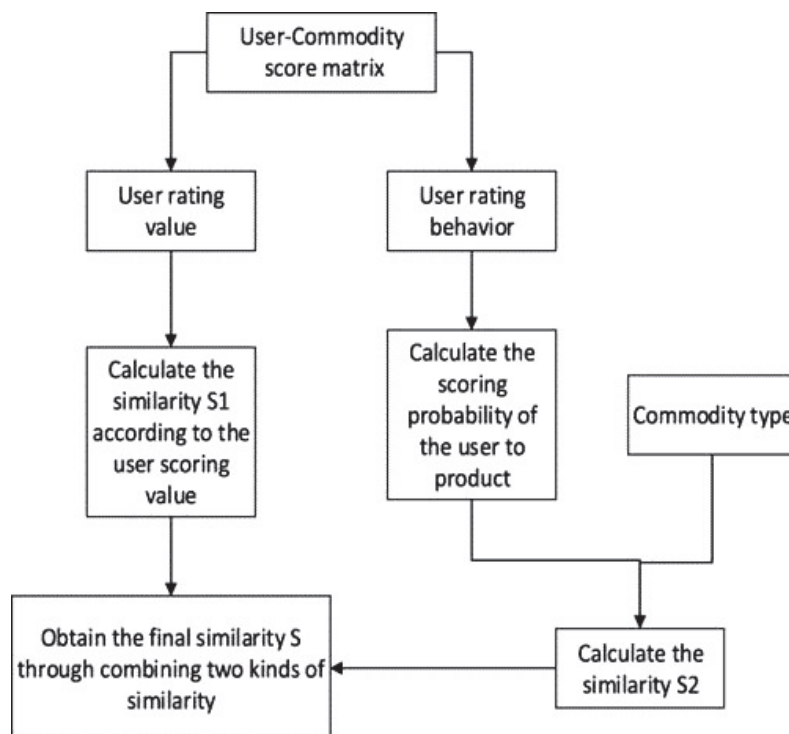 User-Commodity
score matrix
User rating
value
User rating
behavior
Calculate the
similarity S1
according to the
user scoring
value
Calculate the
scoring
probability of
the user to
product
Commodity type
Obtain the final similarity S
through combining two kinds of
similarity
Calculate the
similarity S2